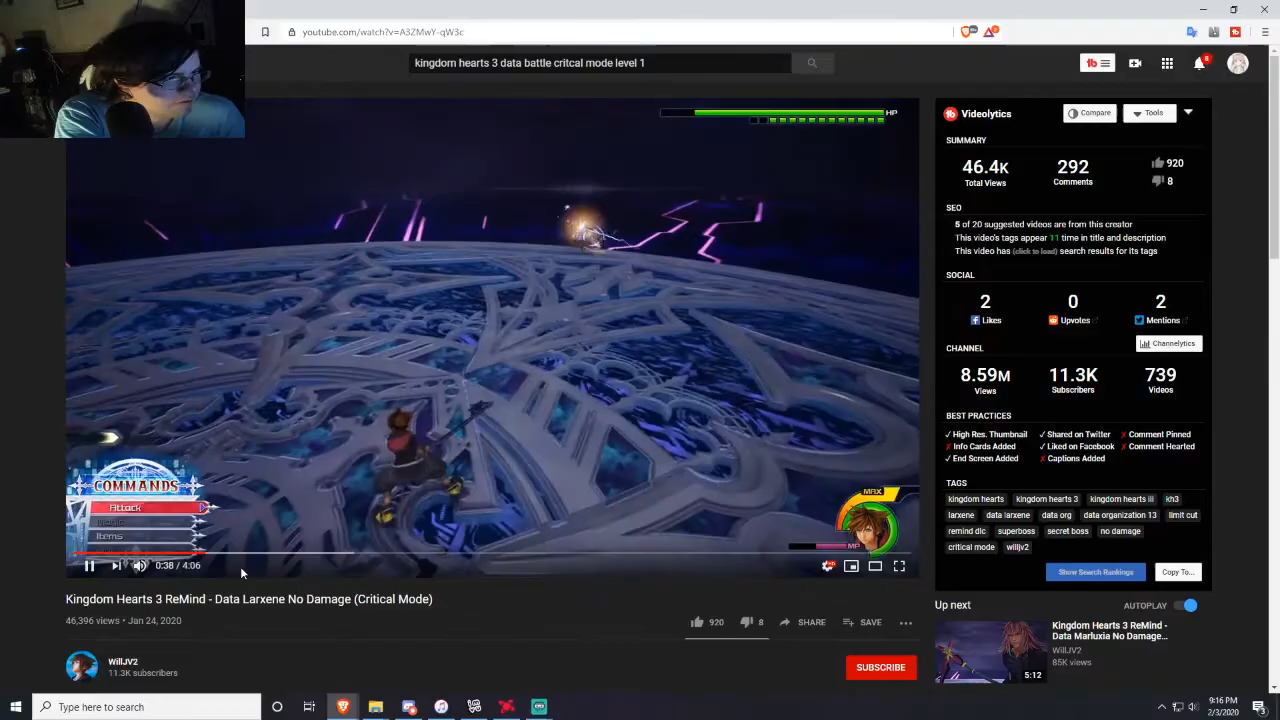 youtube.com/watch?v=A3ZMwY-qW3c
kingdom hearts 3 data battle critcal mode level 1
8
HP
COMMANDS
Attack
Magic
Items
MAX
MP
0:38 / 4:06
HD
Kingdom Hearts 3 ReMind - Data Larxene No Damage (Critical Mode)
46,396 views • Jan 24, 2020
920
8
SHARE
SAVE
WillJV2
11.3K subscribers
SUBSCRIBE
Videolytics
Compare
Tools
SUMMARY
46.4K
Total Views
292
Comments
920
8
SEO
5 of 20 suggested videos are from this creator
This video's tags appear 11 time in title and description
This video has (click to load) search results for its tags
SOCIAL
2
Likes
0
Upvotes
2
Mentions
CHANNEL
Channelytics
8.59M
Views
11.3K
Subscribers
739
Videos
BEST PRACTICES
✓ High Res. Thumbnail
✓ Shared on Twitter
✗ Comment Pinned
✗ Info Cards Added
✓ Liked on Facebook
✗ Comment Hearted
✓ End Screen Added
✗ Captions Added
TAGS
kingdom hearts
kingdom hearts 3
kingdom hearts iii
kh3
larxene
data larxene
data org
data organization 13
limit cut
remind dlc
superboss
secret boss
no damage
critical mode
willjv2
Show Search Rankings
Copy To...
Up next
AUTOPLAY
Kingdom Hearts 3 ReMind -
Data Marluxia No Damage...
WillJV2
85K views
5:12
Type here to search
9:16 PM
2/3/2020